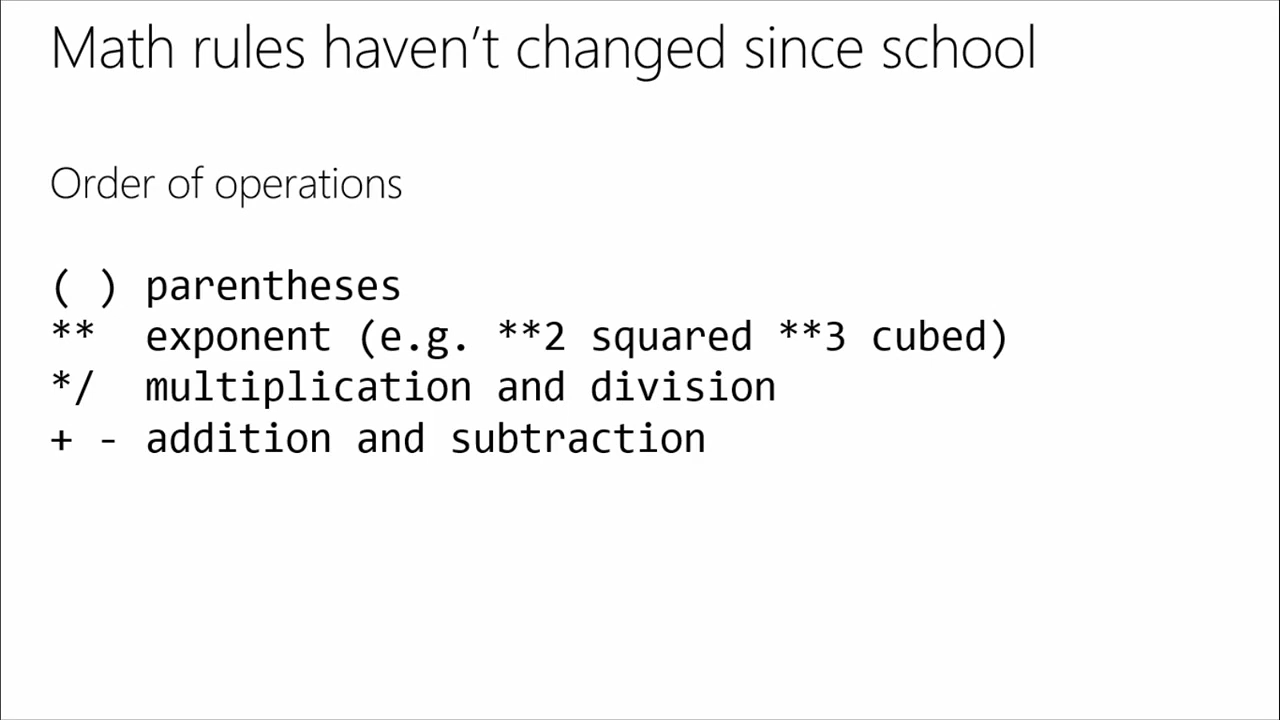 Math rules haven’t changed since school
Order of operations
( ) parentheses
** exponent (e.g. **2 squared **3 cubed)
*/ multiplication and division
+ - addition and subtraction